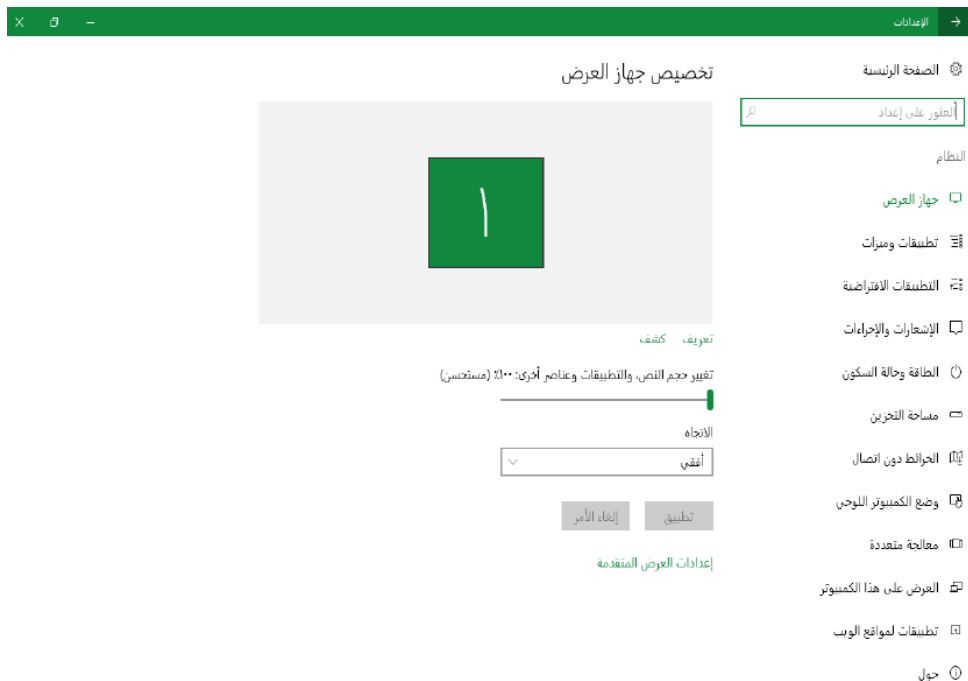 الإعدادات
الصفحة الرئيسية
العثور على إعداد
النظام
جهاز العرض
تطبيقات وميزات
التطبيقات الافتراضية
الإشعارات والإجراءات
الطاقة وحالة السكون
مساحة التخزين
الخرائط دون اتصال
وضع الكمبيوتر اللوحي
معالجة متعددة
العرض على هذا الكمبيوتر
تطبيقات لمواقع الويب
حول
تخصيص جهاز العرض
١
تعريف كشف
تغيير حجم النص، والتطبيقات وعناصر أخرى: ١٠٠٪ (مستحسن)
الاتجاه
أفقي
تطبيق إلغاء الأمر
إعدادات العرض المتقدمة